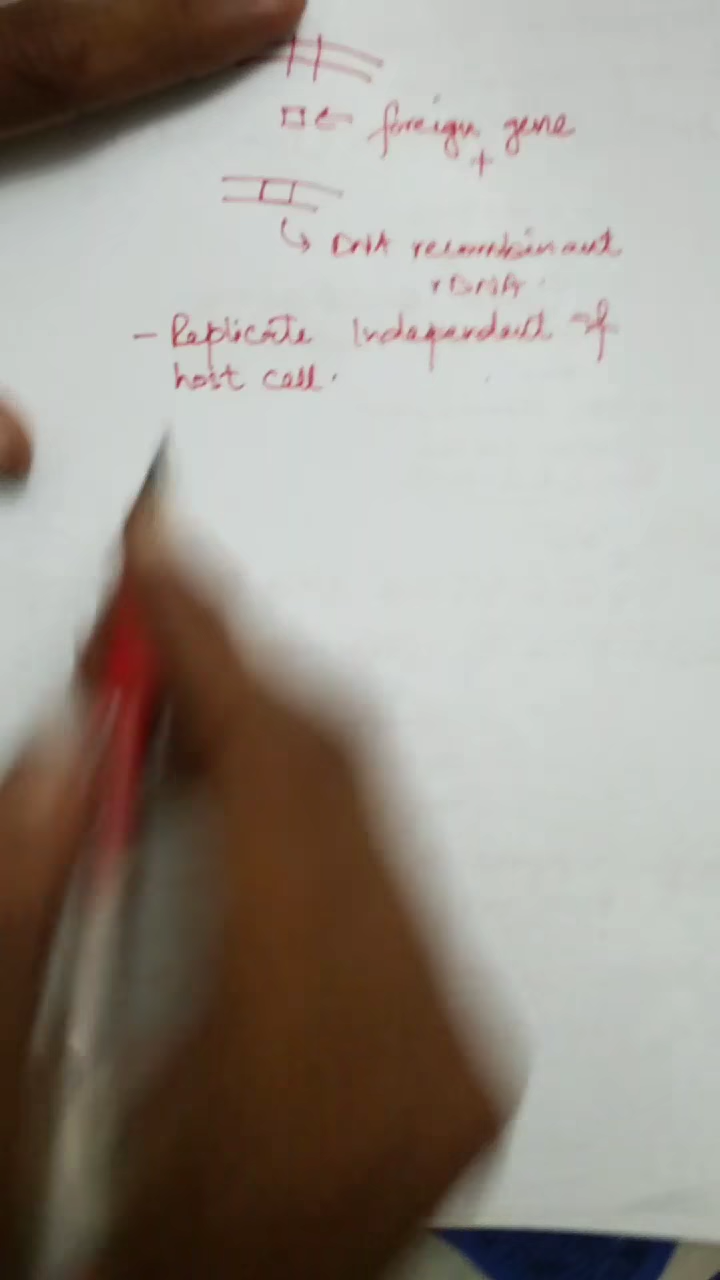 foreign gene
+
DNA recombinant
rDNA.
- Replicate Independent of
host cell.